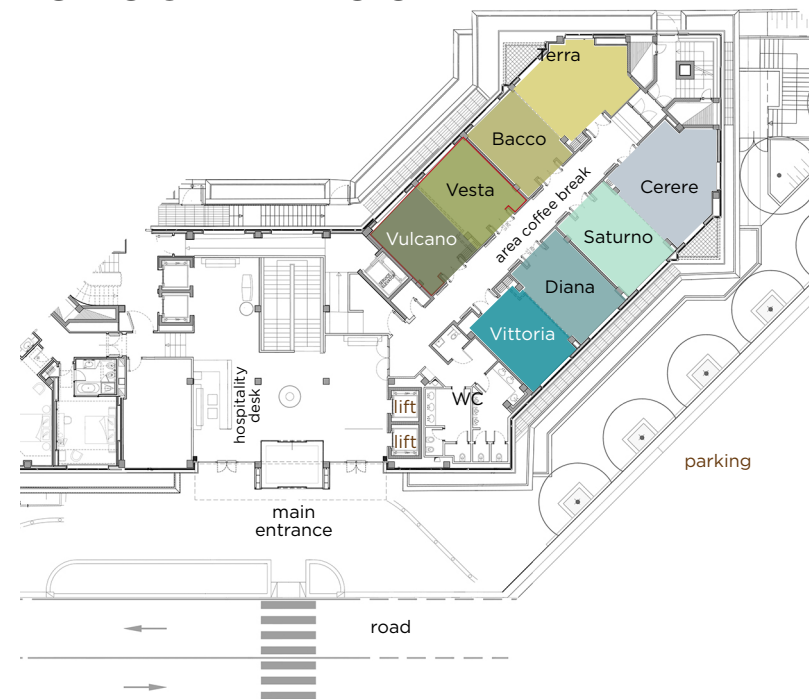 Terra
Bacco
Vesta
Vulcano
area coffee break
Cerere
Saturno
Diana
Vittoria
WC
hospitality
desk
lift
lift
parking
main
entrance
road